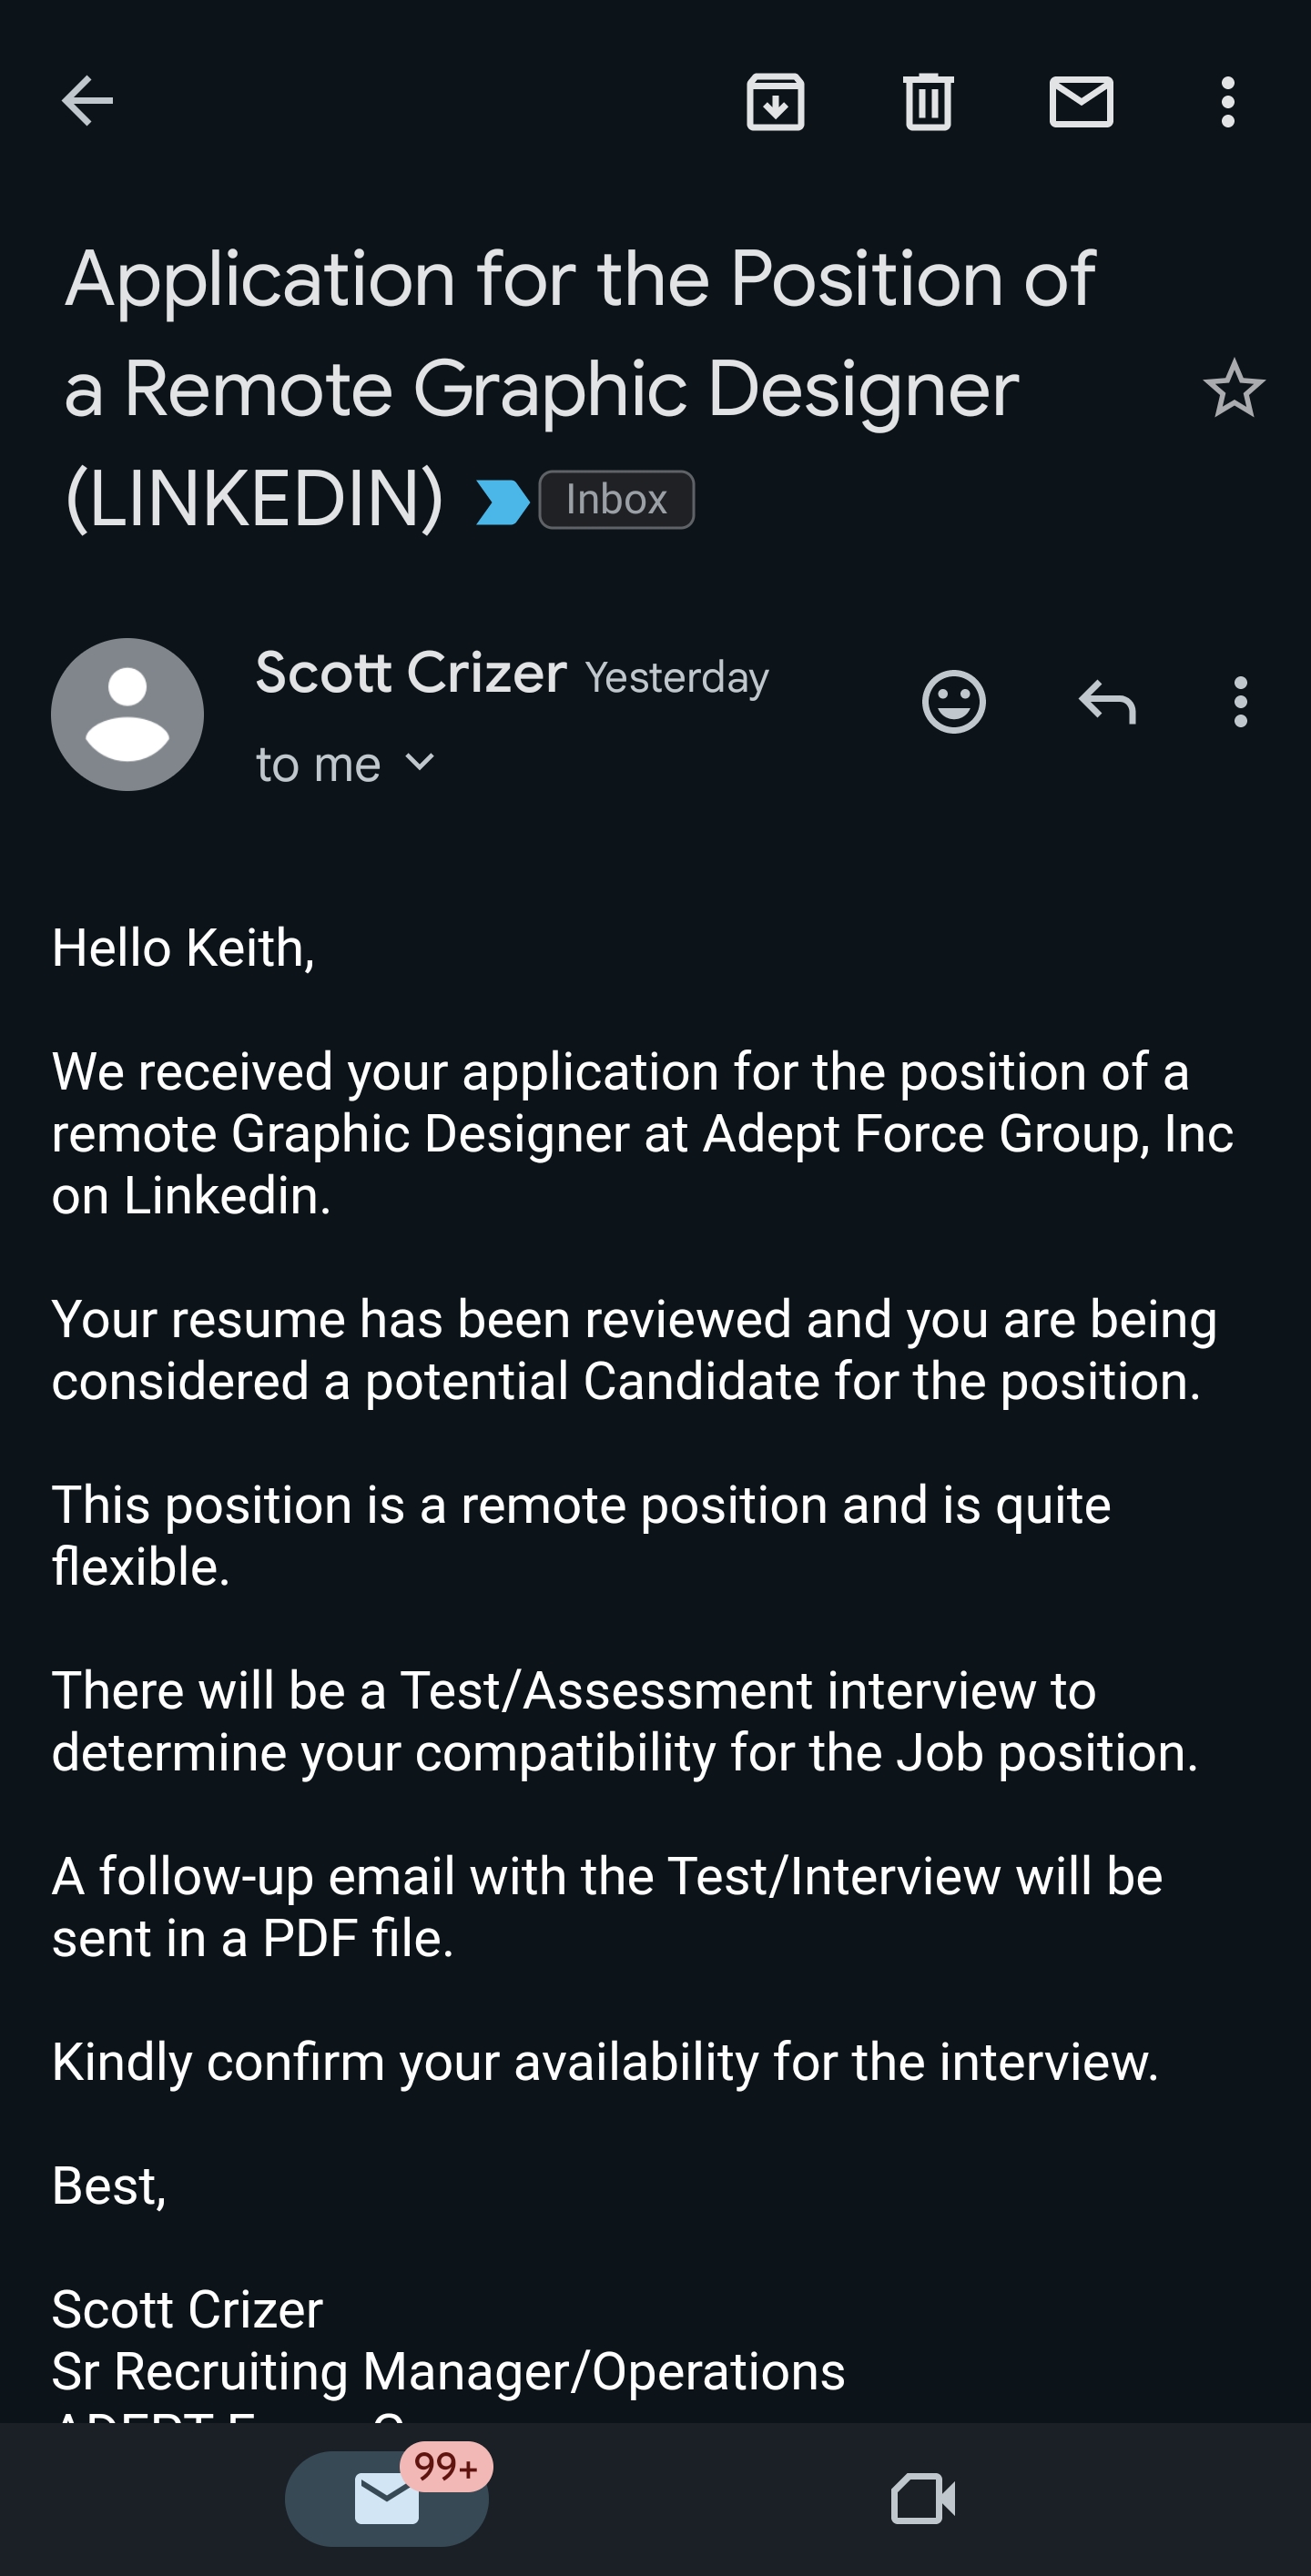 Application for the Position of
a Remote Graphic Designer
(LINKEDIN) Inbox
Scott Crizer Yesterday
to me
Hello Keith,
We received your application for the position of a
remote Graphic Designer at Adept Force Group, Inc
on Linkedin.
Your resume has been reviewed and you are being
considered a potential Candidate for the position.
This position is a remote position and is quite
flexible.
There will be a Test/Assessment interview to
determine your compatibility for the Job position.
A follow-up email with the Test/Interview will be
sent in a PDF file.
Kindly confirm your availability for the interview.
Best,
Scott Crizer
Sr Recruiting Manager/Operations
99+